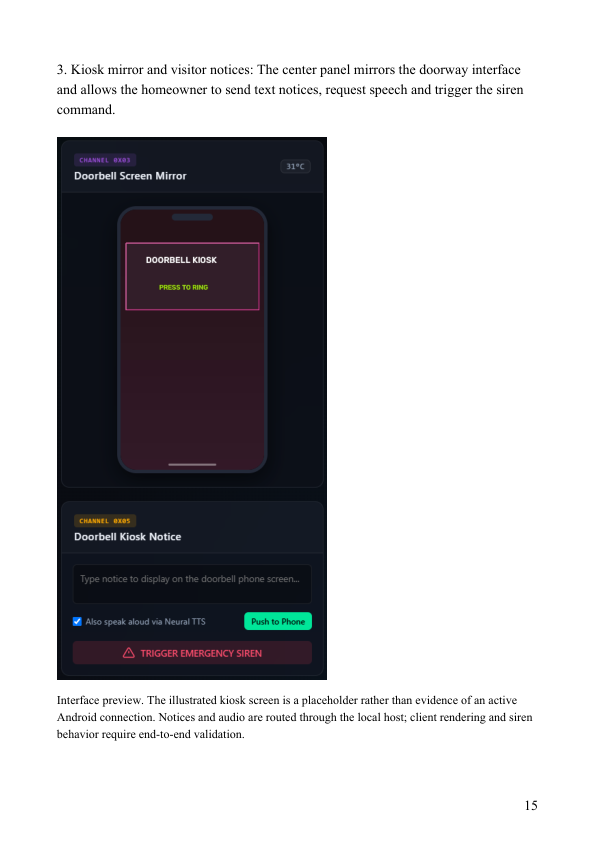 3. Kiosk mirror and visitor notices: The center panel mirrors the doorway interface
and allows the homeowner to send text notices, request speech and trigger the siren
command.
CHANNEL 0X03
Doorbell Screen Mirror
31°C
DOORBELL KIOSK
PRESS TO RING
CHANNEL 0X05
Doorbell Kiosk Notice
Type notice to display on the doorbell phone screen...
Also speak aloud via Neural TTS
Push to Phone
TRIGGER EMERGENCY SIREN
Interface preview. The illustrated kiosk screen is a placeholder rather than evidence of an active
Android connection. Notices and audio are routed through the local host; client rendering and siren
behavior require end-to-end validation.
15